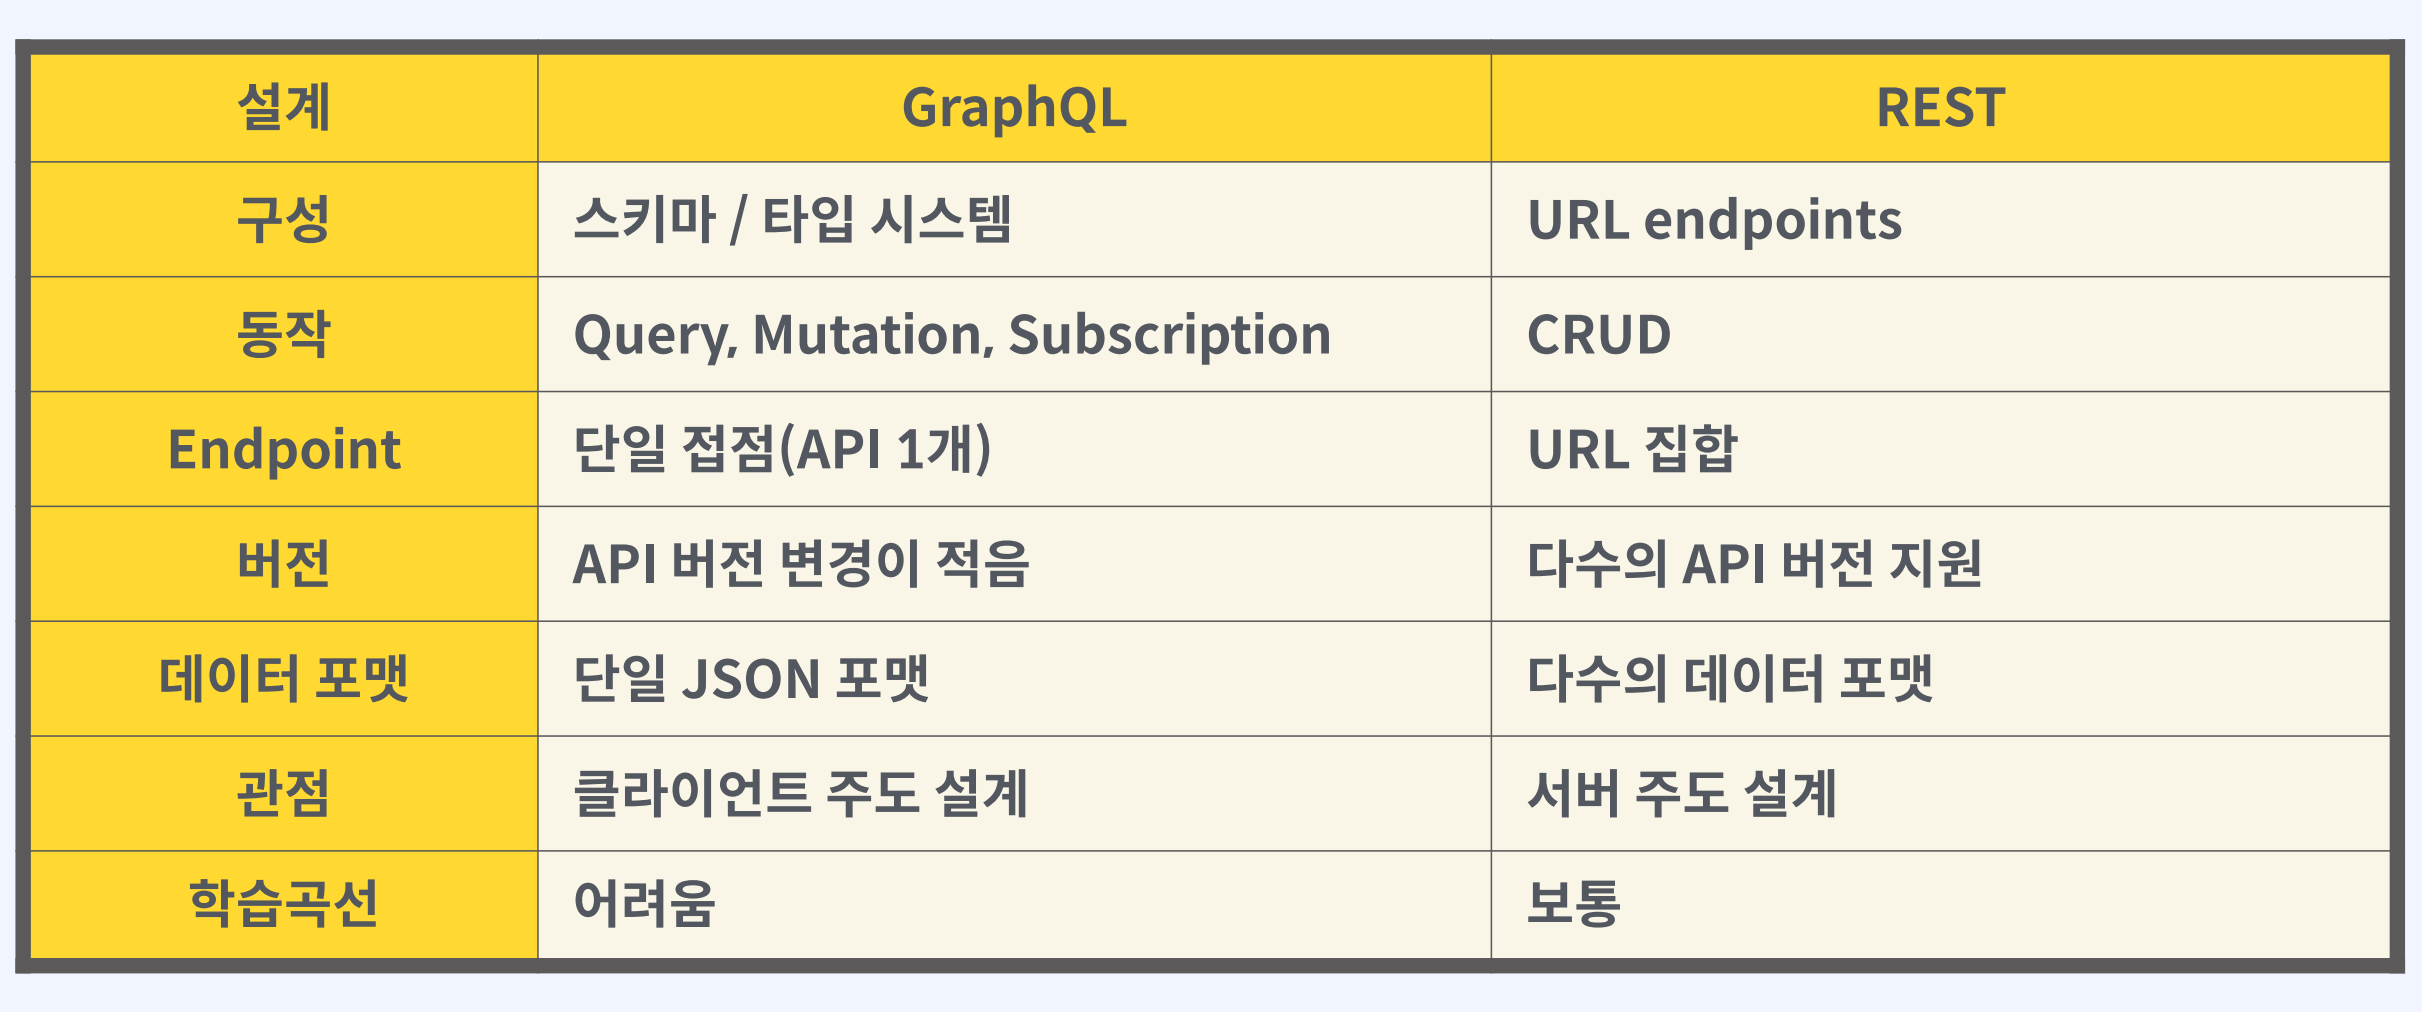 설계 GraphQL REST
구성 스키마 / 타입 시스템 URL endpoints
동작 Query, Mutation, Subscription CRUD
Endpoint 단일 접점(API 1개) URL 집합
버전 API 버전 변경이 적음 다수의 API 버전 지원
데이터 포맷 단일 JSON 포맷 다수의 데이터 포맷
관점 클라이언트 주도 설계 서버 주도 설계
학습곡선 어려움 보통